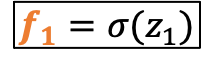 f₁ = σ(z₁)